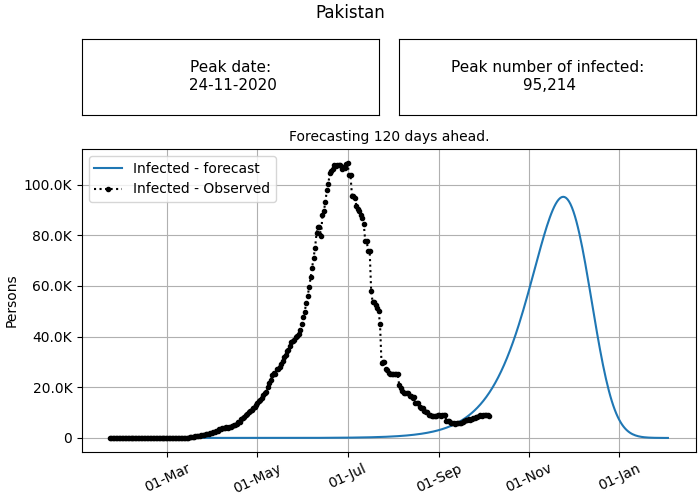 Pakistan
Peak date:
24-11-2020
Peak number of infected:
95,214
Forecasting 120 days ahead.
Infected - forecast
Infected - Observed
100.0K
80.0K
60.0K
40.0K
20.0K
0
Persons
01-Mar
01-May
01-Jul
01-Sep
01-Nov
01-Jan